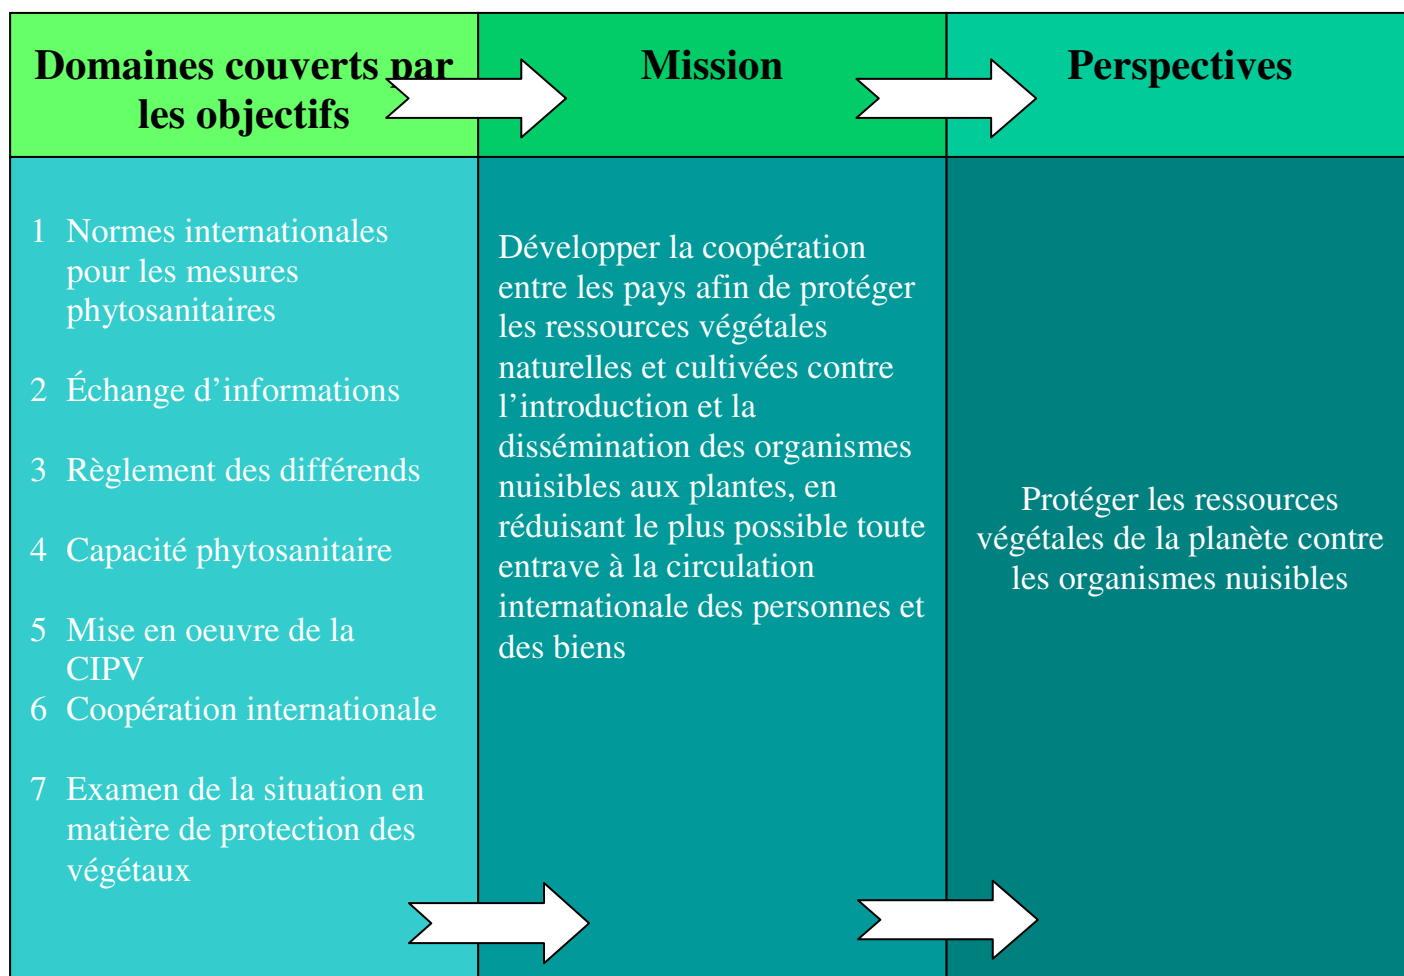 Domaines couverts par
les objectifs
Mission
Perspectives
1 Normes internationales
pour les mesures
phytosanitaires
2 Échange d’informations
3 Règlement des différends
4 Capacité phytosanitaire
5 Mise en oeuvre de la
CIPV
6 Coopération internationale
7 Examen de la situation en
matière de protection des
végétaux
Développer la coopération
entre les pays afin de protéger
les ressources végétales
naturelles et cultivées contre
l’introduction et la
dissémination des organismes
nuisibles aux plantes, en
réduisant le plus possible toute
entrave à la circulation
internationale des personnes et
des biens
Protéger les ressources
végétales de la planète contre
les organismes nuisibles